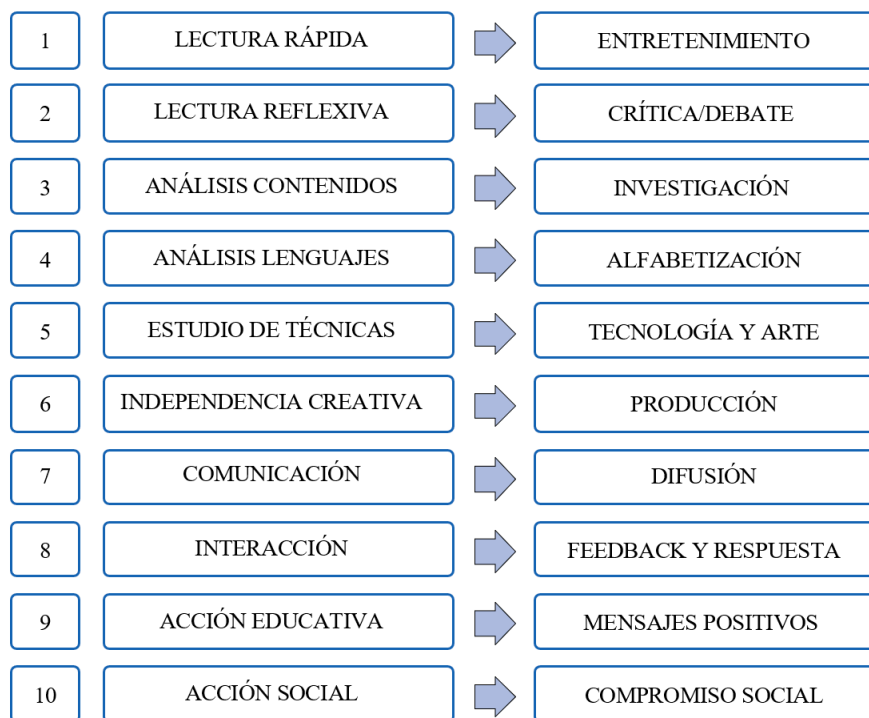 1 LECTURA RÁPIDA ENTRETENIMIENTO
2 LECTURA REFLEXIVA CRÍTICA/DEBATE
3 ANÁLISIS CONTENIDOS INVESTIGACIÓN
4 ANÁLISIS LENGUAJES ALFABETIZACIÓN
5 ESTUDIO DE TÉCNICAS TECNOLOGÍA Y ARTE
6 INDEPENDENCIA CREATIVA PRODUCCIÓN
7 COMUNICACIÓN DIFUSIÓN
8 INTERACCIÓN FEEDBACK Y RESPUESTA
9 ACCIÓN EDUCATIVA MENSAJES POSITIVOS
10 ACCIÓN SOCIAL COMPROMISO SOCIAL